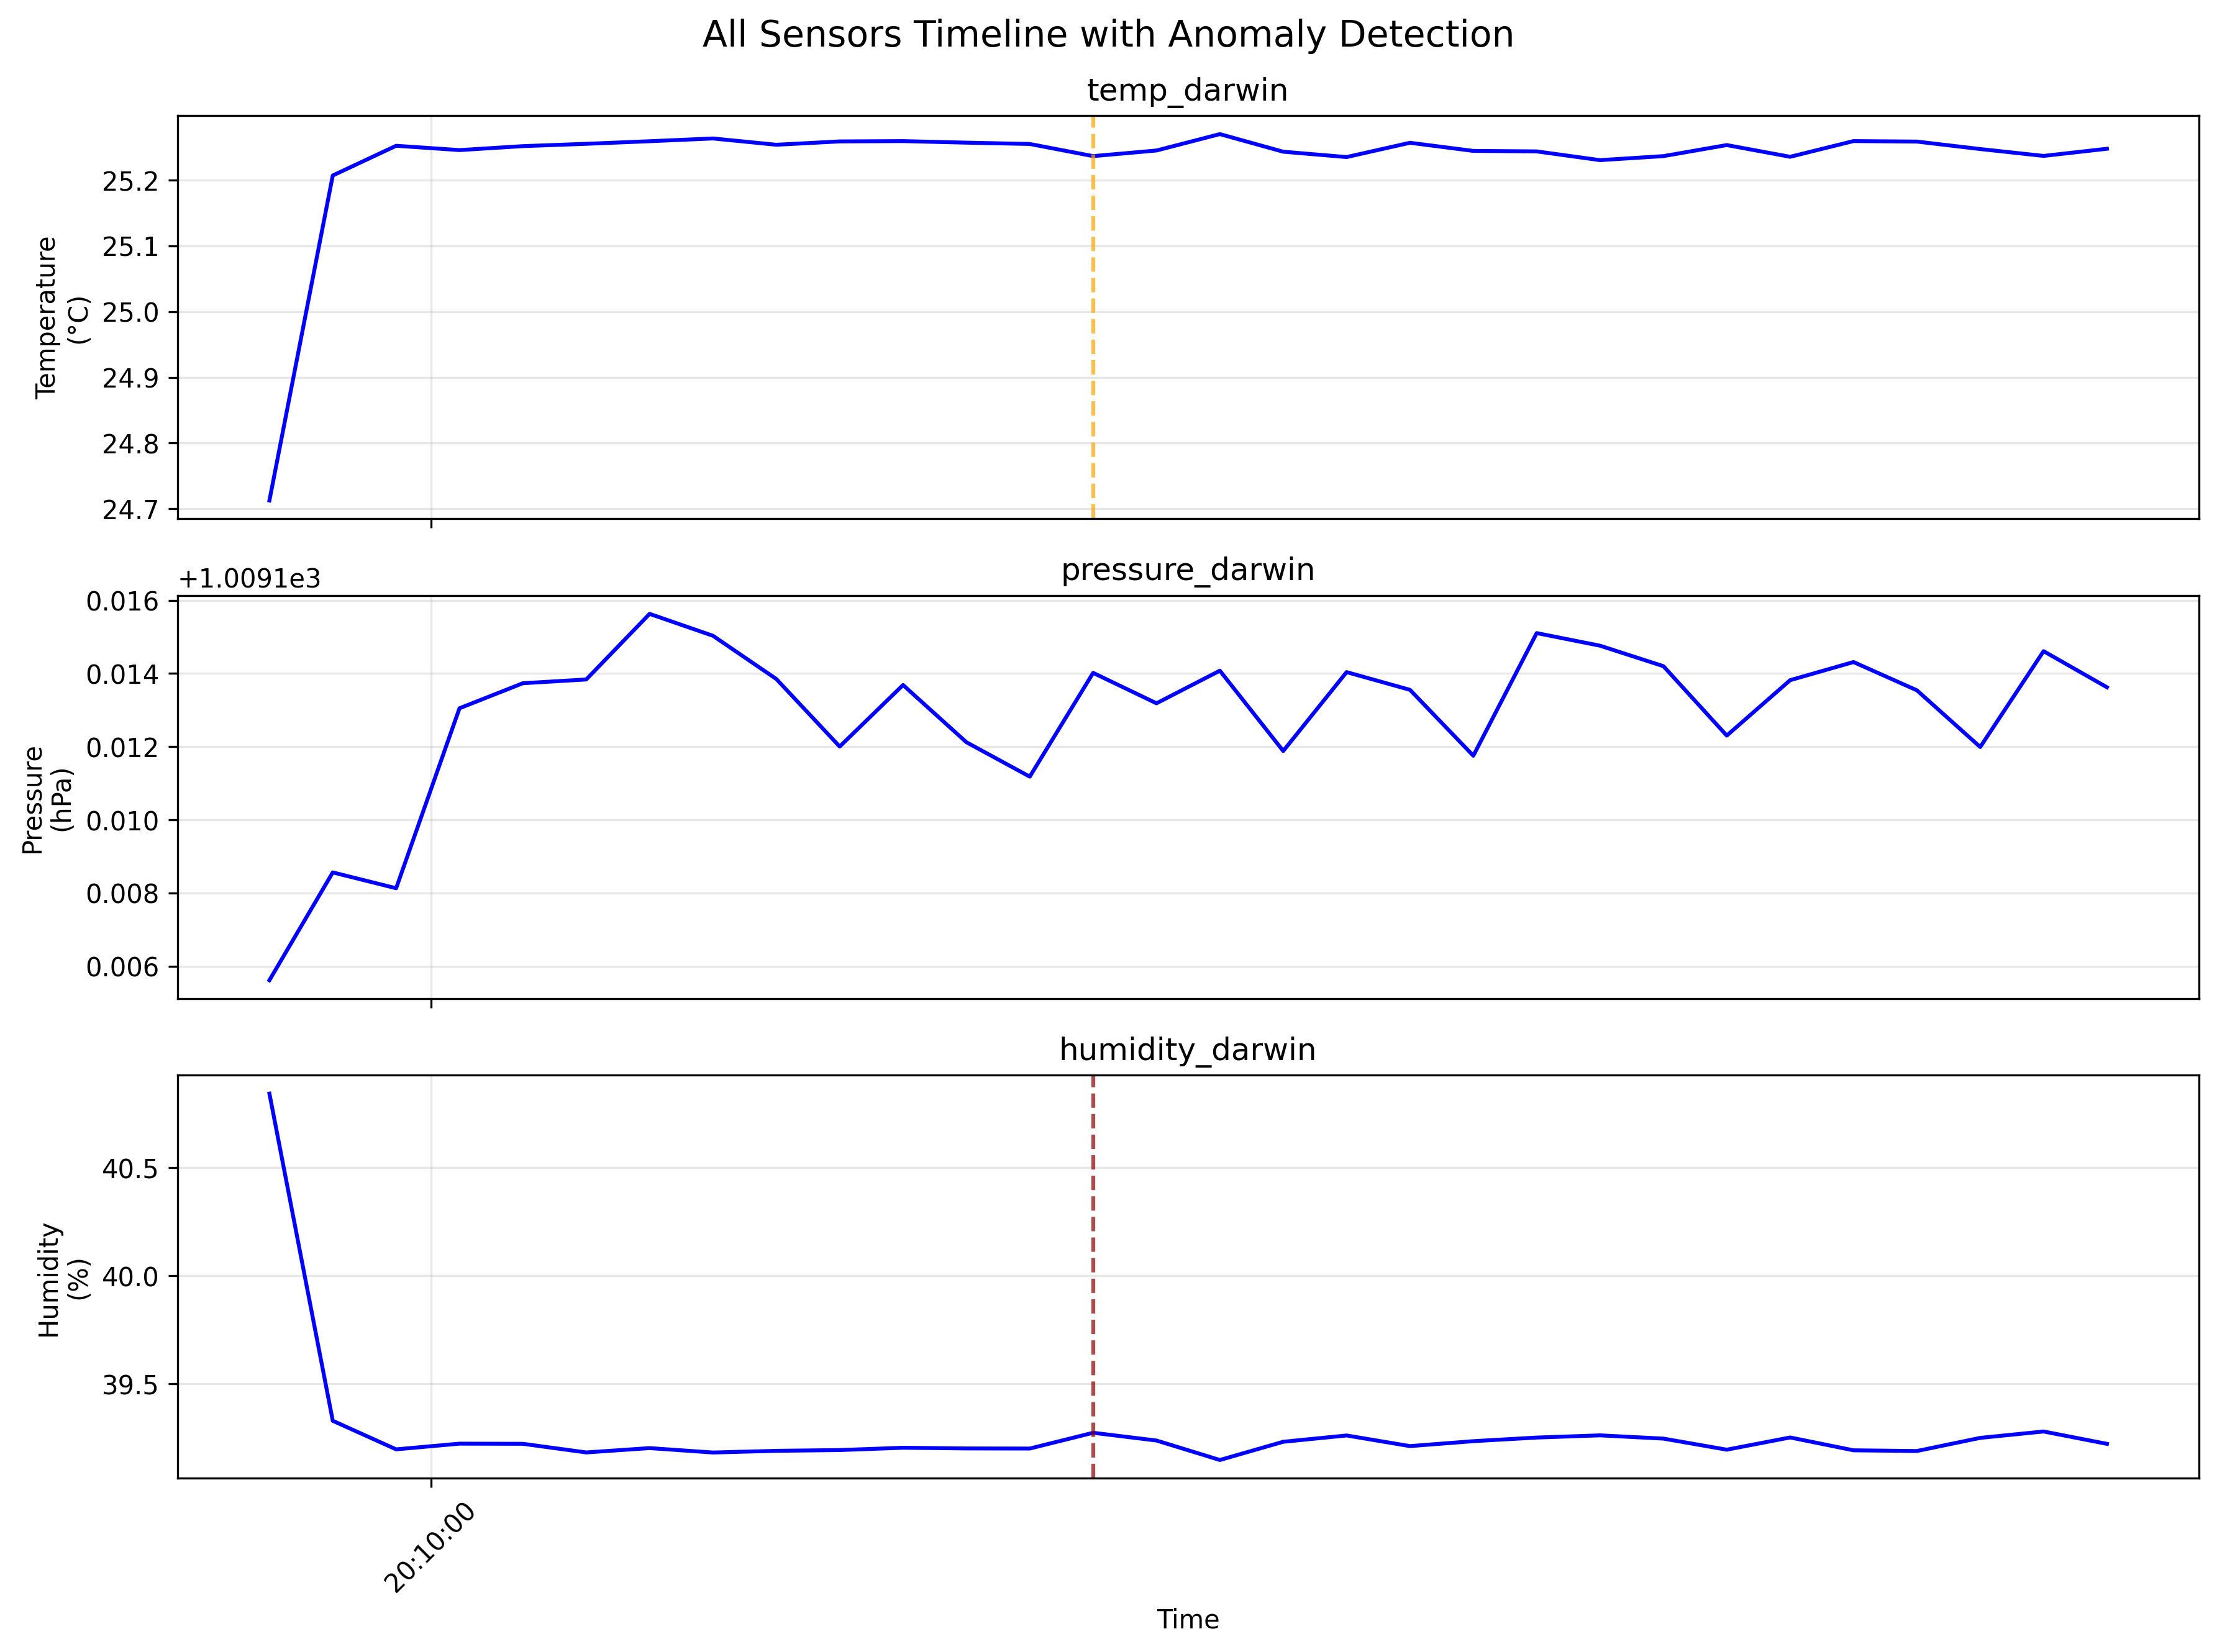 All Sensors Timeline with Anomaly Detection
temp_darwin
Temperature
(°C)
25.2
25.1
25.0
24.9
24.8
24.7
pressure_darwin
+1.0091e3
Pressure
(hPa)
0.016
0.014
0.012
0.010
0.008
0.006
humidity_darwin
Humidity
(%)
40.5
40.0
39.5
20:10:00
Time